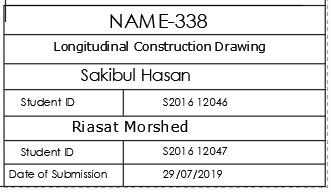 NAME-338
Longitudinal Construction Drawing
Sakibul Hasan
Student ID S2016 12046
Riasat Morshed
Student ID S2016 12047
Date of Submission 29/07/2019